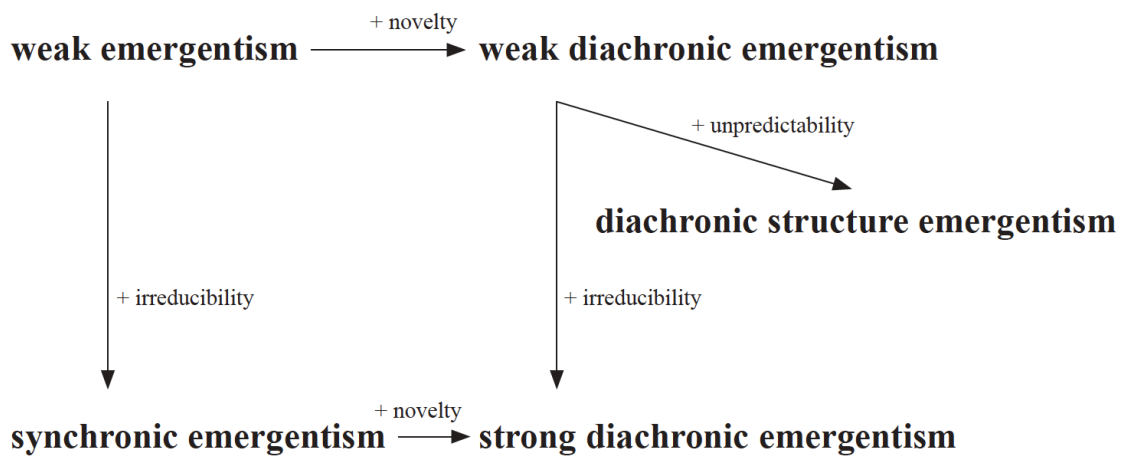 + novelty
weak emergentism
weak diachronic emergentism
+ unpredictability
diachronic structure emergentism
+ irreducibility
+ irreducibility
+ novelty
synchronic emergentism
strong diachronic emergentism